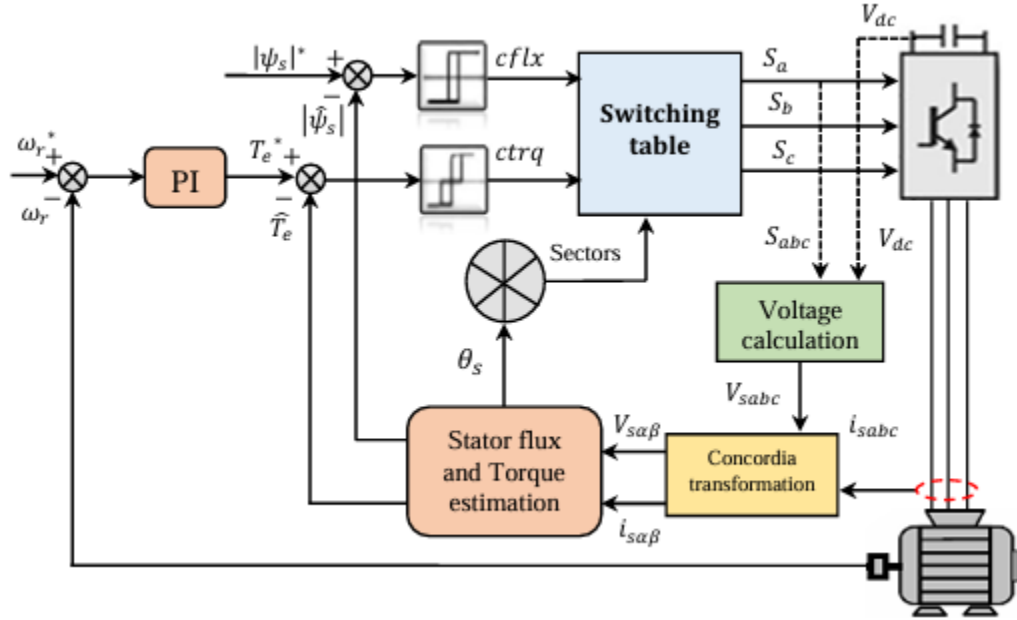 V_dc
|ψ_s|* +
−
|ψ̂_s|
cflx
Switching
table
S_a
S_b
S_c
ω_r* +
−
ω_r
PI
T_e* +
−
T̂_e
ctrq
Sectors
S_abc
V_dc
Voltage
calculation
θ_s
V_sabc
Stator flux
and Torque
estimation
V_sαβ
i_sαβ
Concordia
transformation
i_sabc